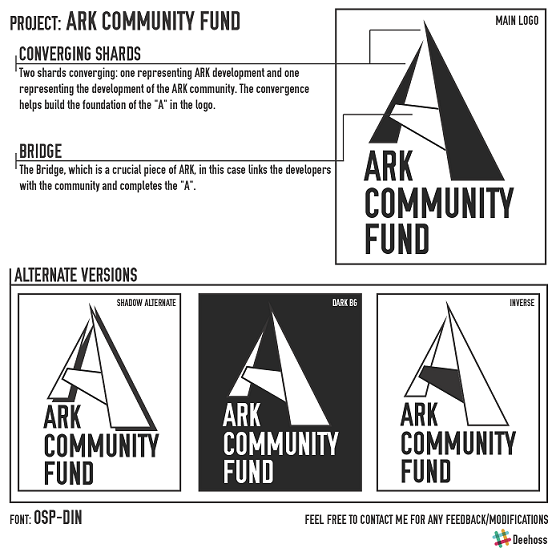 PROJECT: ARK COMMUNITY FUND
MAIN LOGO
CONVERGING SHARDS
Two shards converging: one representing ARK development and one
representing the development of the ARK community. The convergence
helps build the foundation of the "A" in the logo.
BRIDGE
The Bridge, which is a crucial piece of ARK, in this case links the developers
with the community and completes the "A".
ARK
COMMUNITY
FUND
ALTERNATE VERSIONS
SHADOW ALTERNATE
ARK
COMMUNITY
FUND
DARK BG
ARK
COMMUNITY
FUND
INVERSE
ARK
COMMUNITY
FUND
FONT: OSP-DIN
FEEL FREE TO CONTACT ME FOR ANY FEEDBACK/MODIFICATIONS
Deehoss